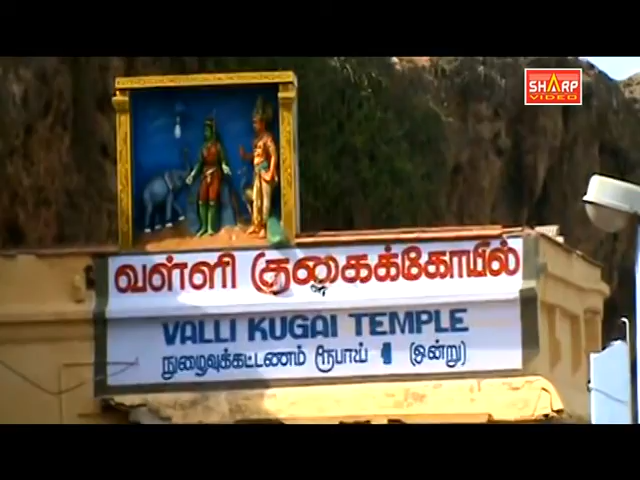 SHARP
VIDEO
வள்ளி குகைக்கோயில்
VALLI KUGAI TEMPLE
நுழைவுக்கட்டணம் ரூபாய் 1 (ஒன்று)